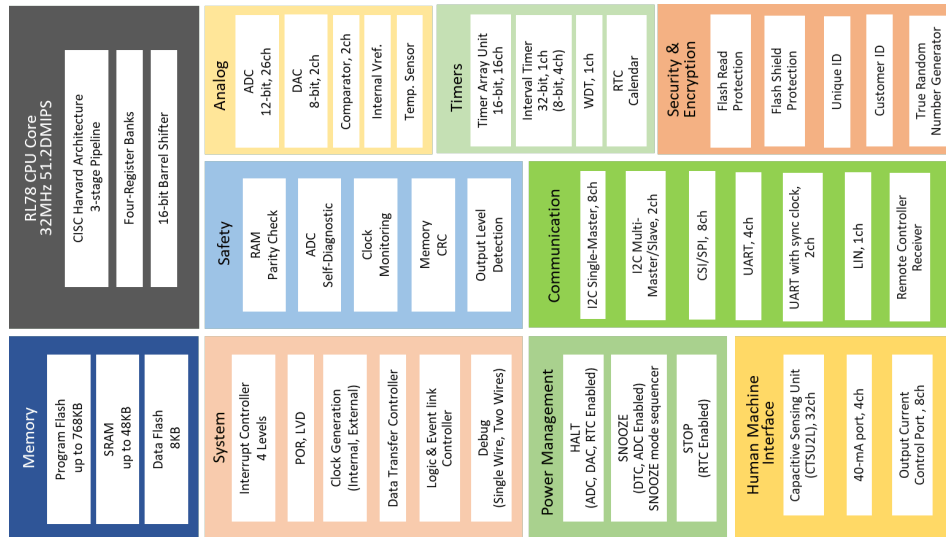 Memory
Program Flash
up to 768KB
SRAM
up to 48KB
Data Flash
8KB
RL78 CPU Core
32MHz 51.2DMIPS
CISC Harvard Architecture
3-stage Pipeline
Four-Register Banks
16-bit Barrel Shifter
System
Interrupt Controller
4 Levels
POR, LVD
Clock Generation
(Internal, External)
Data Transfer Controller
Logic & Event link
Controller
Debug
(Single Wire, Two Wires)
Safety
RAM
Parity Check
ADC
Self-Diagnostic
Clock
Monitoring
Memory
CRC
Output Level
Detection
Analog
ADC
12-bit, 26ch
DAC
8-bit, 2ch
Comparator, 2ch
Internal Vref.
Temp. Sensor
Power Management
HALT
(ADC, DAC, RTC Enabled)
SNOOZE
(DTC, ADC Enabled)
SNOOZE mode sequencer
STOP
(RTC Enabled)
Communication
I2C Single-Master, 8ch
I2C Multi-
Master/Slave, 2ch
CSI/SPI, 8ch
UART, 4ch
UART with sync clock,
2ch
LIN, 1ch
Remote Controller
Receiver
Timers
Timer Array Unit
16-bit, 16ch
Interval Timer
32-bit, 1ch
(8-bit, 4ch)
WDT, 1ch
RTC
Calendar
Human Machine
Interface
Capacitive Sensing Unit
(CTSU2L), 32ch
40-mA port, 4ch
Output Current
Control Port , 8ch
Security &
Encryption
Flash Read
Protection
Flash Shield
Protection
Unique ID
Customer ID
True Random
Number Generator